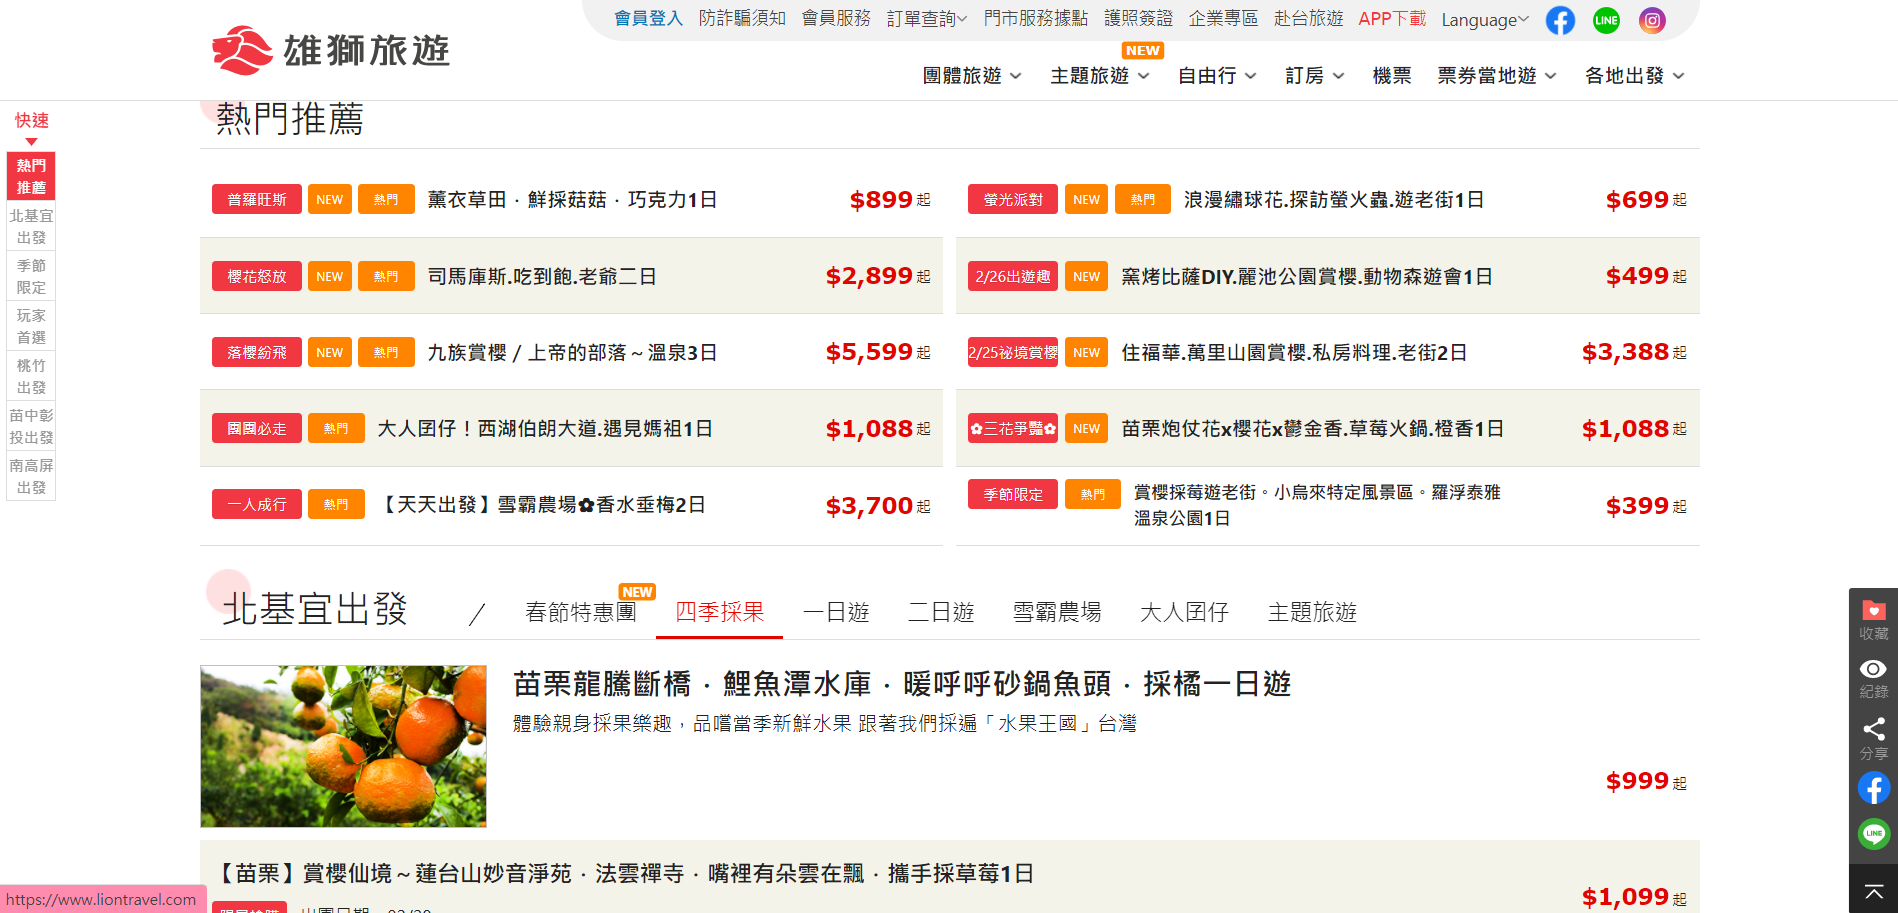 會員登入 防詐騙須知 會員服務 訂單查詢 門市服務據點 護照簽證 企業專區 赴台旅遊 APP下載 Language LINE
雄獅旅遊
NEW
團體旅遊 主題旅遊 自由行 訂房 機票 票券當地遊 各地出發
快速
熱門
推薦
北基宜
出發
季節
限定
玩家
首選
桃竹
出發
苗中彰
投出發
南高屏
出發
熱門推薦
普羅旺斯 NEW 熱門 薰衣草田．鮮採菇菇．巧克力1日 $899起
螢光派對 NEW 熱門 浪漫繡球花.探訪螢火蟲.遊老街1日 $699起
櫻花怒放 NEW 熱門 司馬庫斯.吃到飽.老爺二日 $2,899起
2/26出遊趣 NEW 窯烤比薩DIY.麗池公園賞櫻.動物森遊會1日 $499起
落櫻紛飛 NEW 熱門 九族賞櫻／上帝的部落～溫泉3日 $5,599起
2/25祕境賞櫻 NEW 住福華.萬里山園賞櫻.私房料理.老街2日 $3,388起
團團必走 熱門 大人囝仔！西湖伯朗大道.遇見媽祖1日 $1,088起
✿三花爭豔✿ NEW 苗栗炮仗花x櫻花x鬱金香.草莓火鍋.橙香1日 $1,088起
一人成行 熱門 【天天出發】雪霸農場✿香水垂梅2日 $3,700起
季節限定 熱門 賞櫻採莓遊老街。小烏來特定風景區。羅浮泰雅
溫泉公園1日 $399起
北基宜出發 ／ 春節特惠團 NEW 四季採果 一日遊 二日遊 雪霸農場 大人囝仔 主題旅遊
苗栗龍騰斷橋．鯉魚潭水庫．暖呼呼砂鍋魚頭．採橘一日遊
體驗親身採果樂趣，品嚐當季新鮮水果 跟著我們採遍「水果王國」台灣
$999起
【苗栗】賞櫻仙境～蓮台山妙音淨苑．法雲禪寺．嘴裡有朵雲在飄．攜手採草莓1日
$1,099起
收藏
紀錄
分享
LINE
https://www.liontravel.com